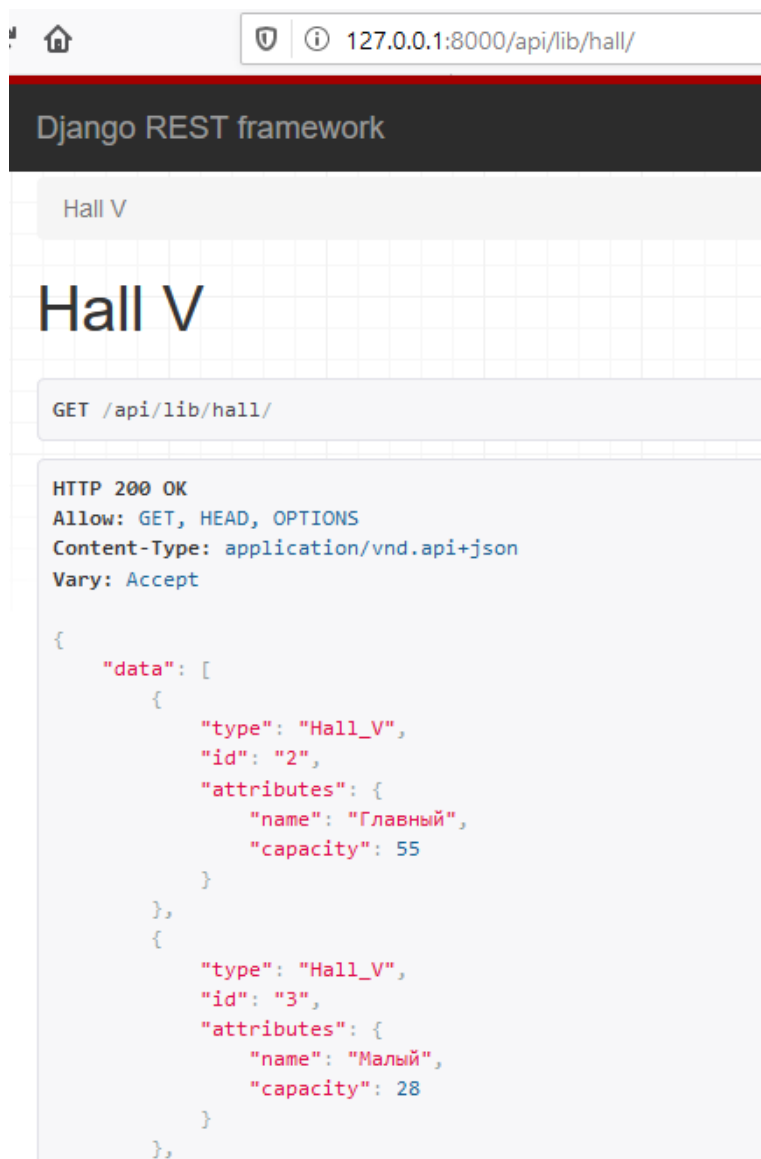 127.0.0.1:8000/api/lib/hall/
Django REST framework
Hall V
Hall V
GET /api/lib/hall/
HTTP 200 OK
Allow: GET, HEAD, OPTIONS
Content-Type: application/vnd.api+json
Vary: Accept
{
    "data": [
        {
            "type": "Hall_V",
            "id": "2",
            "attributes": {
                "name": "Главный",
                "capacity": 55
            }
        },
        {
            "type": "Hall_V",
            "id": "3",
            "attributes": {
                "name": "Малый",
                "capacity": 28
            }
        },